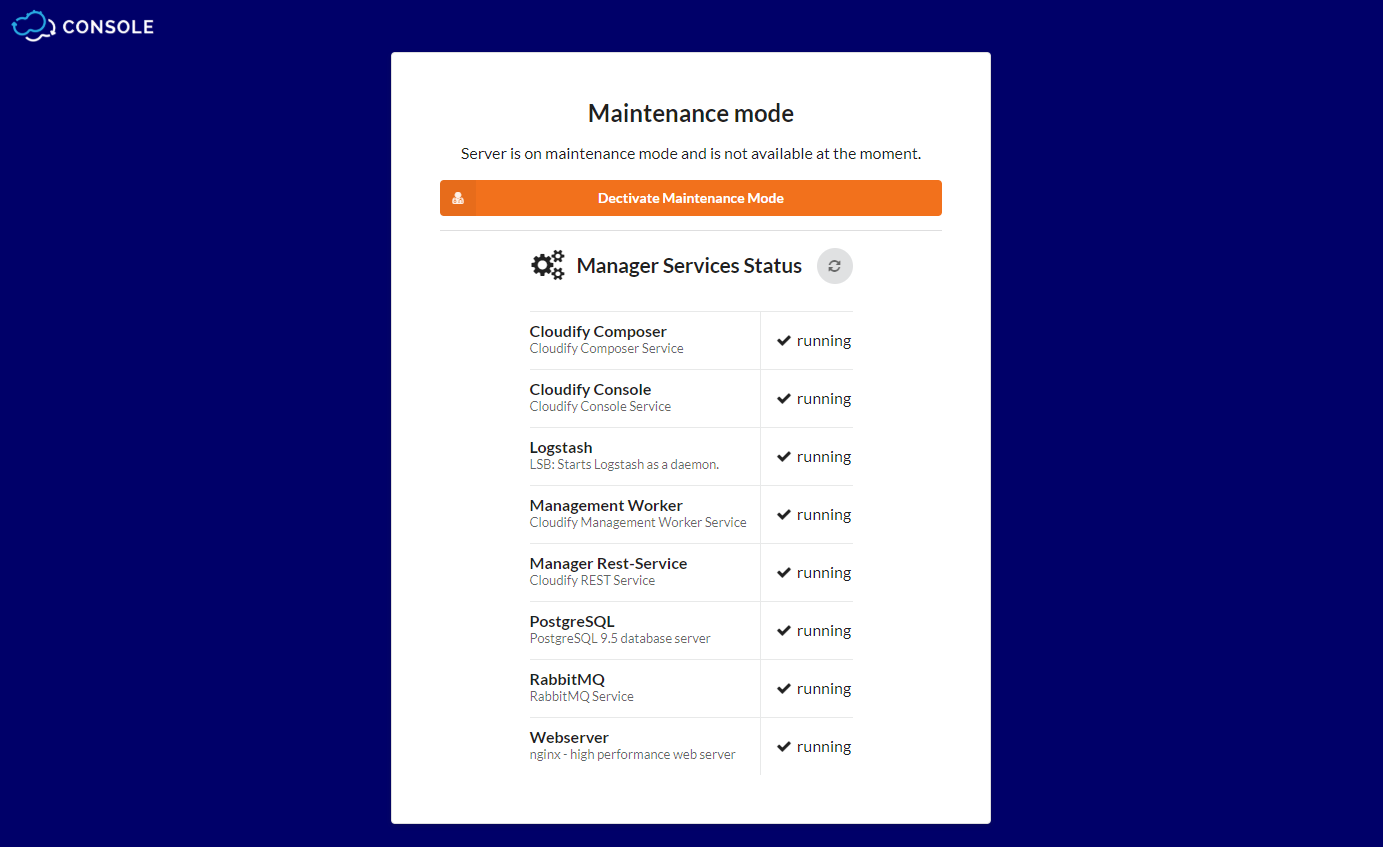 CONSOLE
Maintenance mode
Server is on maintenance mode and is not available at the moment.
Dectivate Maintenance Mode
Manager Services Status
Cloudify Composer
Cloudify Composer Service
running
Cloudify Console
Cloudify Console Service
running
Logstash
LSB: Starts Logstash as a daemon.
running
Management Worker
Cloudify Management Worker Service
running
Manager Rest-Service
Cloudify REST Service
running
PostgreSQL
PostgreSQL 9.5 database server
running
RabbitMQ
RabbitMQ Service
running
Webserver
nginx - high performance web server
running